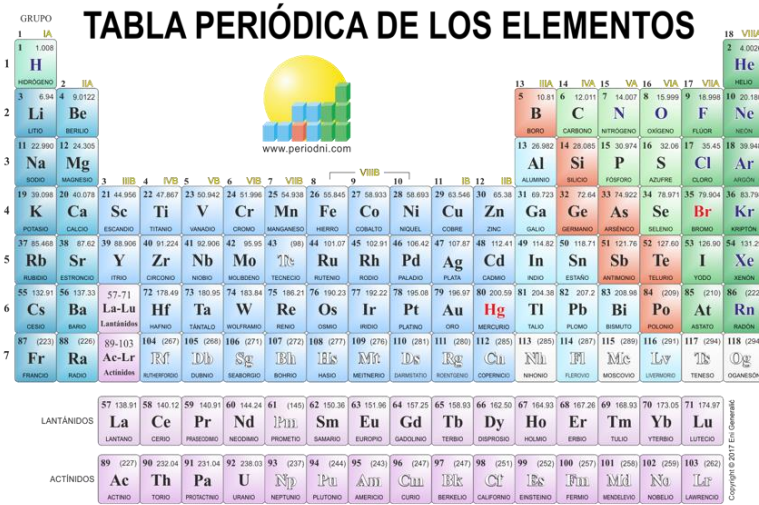 TABLA PERIÓDICA DE LOS ELEMENTOS
GRUPO
1 IA
18 VIIIA
1 1.008 2 4.002
1 H He
HIDRÓGENO HELIO
2 IIA 13 IIIA 14 IVA 15 VA 16 VIA 17 VIIA
3 6.94 4 9.0122 5 10.81 6 12.011 7 14.007 8 15.999 9 18.998 10 20.180
2 Li Be B C N O F Ne
LITIO BERILIO BORO CARBONO NITRÓGENO OXÍGENO FLÚOR NEÓN
www.periodni.com
11 22.990 12 24.305 13 26.982 14 28.085 15 30.974 16 32.06 17 35.45 18 39.948
3 Na Mg Al Si P S Cl Ar
SODIO MAGNESIO ALUMINIO SILICIO FÓSFORO AZUFRE CLORO ARGÓN
VIIIB
3 IIIB 4 IVB 5 VB 6 VIB 7 VIIB 8 9 10 11 IB 12 IIB
19 39.098 20 40.078 21 44.956 22 47.867 23 50.942 24 51.996 25 54.938 26 55.845 27 58.933 28 58.693 29 63.546 30 65.38 31 69.723 32 72.64 33 74.922 34 78.971 35 79.904 36 83.798
4 K Ca Sc Ti V Cr Mn Fe Co Ni Cu Zn Ga Ge As Se Br Kr
POTASIO CALCIO ESCANDIO TITANIO VANADIO CROMO MANGANESO HIERRO COBALTO NIQUEL COBRE ZINC GALIO GERMANIO ARSÉNICO SELENIO BROMO KRIPTÓN
37 85.468 38 87.62 39 88.906 40 91.224 41 92.906 42 95.95 43 (98) 44 101.07 45 102.91 46 106.42 47 107.87 48 112.41 49 114.82 50 118.71 51 121.76 52 127.60 53 126.90 54 131.29
5 Rb Sr Y Zr Nb Mo Tc Ru Rh Pd Ag Cd In Sn Sb Te I Xe
RUBIDIO ESTRONCIO ITRIO CIRCONIO NIOBIO MOLIBDENO TECNECIO RUTENIO RODIO PALADIO PLATA CADMIO INDIO ESTAÑO ANTIMONIO TELURIO YODO XENÓN
55 132.91 56 137.33 57-71 72 178.49 73 180.95 74 183.84 75 186.21 76 190.23 77 192.22 78 195.08 79 196.97 80 200.59 81 204.38 82 207.2 83 208.98 84 (209) 85 (210) 86 (222)
6 Cs Ba La-Lu Hf Ta W Re Os Ir Pt Au Hg Tl Pb Bi Po At Rn
CESIO BARIO Lantánidos HAFNIO TÁNTALO WOLFRAMIO RENIO OSMIO IRIDIO PLATINO ORO MERCURIO TALIO PLOMO BISMUTO POLONIO ASTATO RADÓN
87 (223) 88 (226) 89-103 104 (267) 105 (268) 106 (271) 107 (272) 108 (277) 109 (276) 110 (281) 111 (280) 112 (285) 113 (285) 114 (287) 115 (289) 116 (291) 117 (294) 118 (294)
7 Fr Ra Ac-Lr Rf Db Sg Bh Hs Mt Ds Rg Cn Nh Fl Mc Lv Ts Og
FRANCIO RADIO Actínidos RUTHERFORDIO DUBNIO SEABORGIO BOHRIO HASIO MEITNERIO DARMSTATIO ROENTGENIO COPERNICIO NIHONIO FLEROVIO MOSCOVIO LIVERMORIO TENESO OGANESÓN
57 138.91 58 140.12 59 140.91 60 144.24 61 (145) 62 150.36 63 151.96 64 157.25 65 158.93 66 162.50 67 164.93 68 167.26 69 168.93 70 173.05 71 174.97
LANTÁNIDOS La Ce Pr Nd Pm Sm Eu Gd Tb Dy Ho Er Tm Yb Lu
LANTANO CERIO PRASEODIMIO NEODIMIO PROMETIO SAMARIO EUROPIO GADOLINIO TERBIO DISPROSIO HOLMIO ERBIO TULIO YTERBIO LUTECIO
89 (227) 90 232.04 91 231.04 92 238.03 93 (237) 94 (244) 95 (243) 96 (247) 97 (247) 98 (251) 99 (252) 100 (257) 101 (258) 102 (259) 103 (262)
ACTÍNIDOS Ac Th Pa U Np Pu Am Cm Bk Cf Es Fm Md No Lr
ACTINIO TORIO PROTACTINIO URANIO NEPTUNIO PLUTONIO AMERICIO CURIO BERKELIO CALIFORNIO EINSTEINIO FERMIO MENDELEVIO NOBELIO LAWRENCIO
Copyright © 2017 Eni Generalić